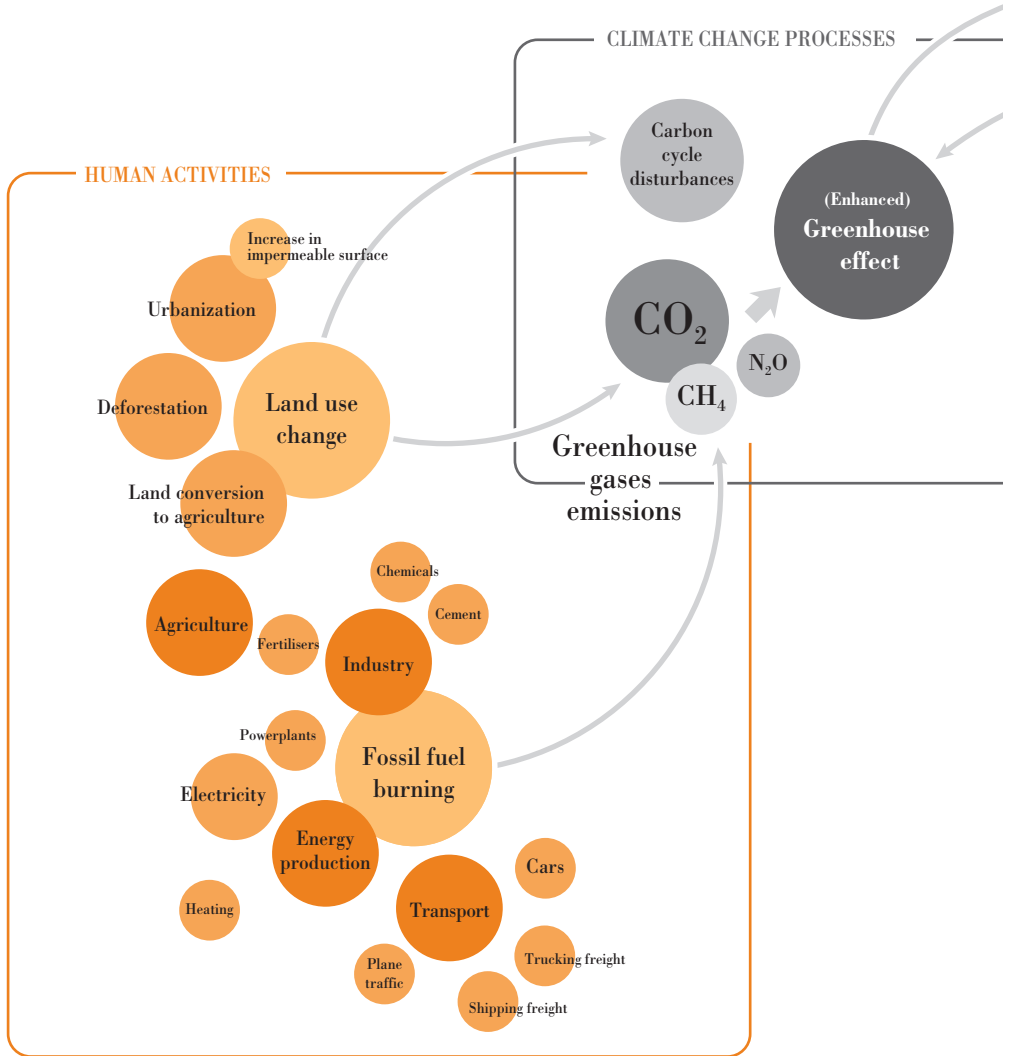 CLIMATE CHANGE PROCESSES
Carbon
cycle
disturbances
(Enhanced)
Greenhouse
effect
CO₂
N₂O
CH₄
Greenhouse
gases
emissions
HUMAN ACTIVITIES
Increase in
impermeable surface
Urbanization
Deforestation
Land use
change
Land conversion
to agriculture
Agriculture
Fertilisers
Chemicals
Cement
Industry
Powerplants
Fossil fuel
burning
Electricity
Energy
production
Heating
Cars
Transport
Trucking freight
Plane
traffic
Shipping freight